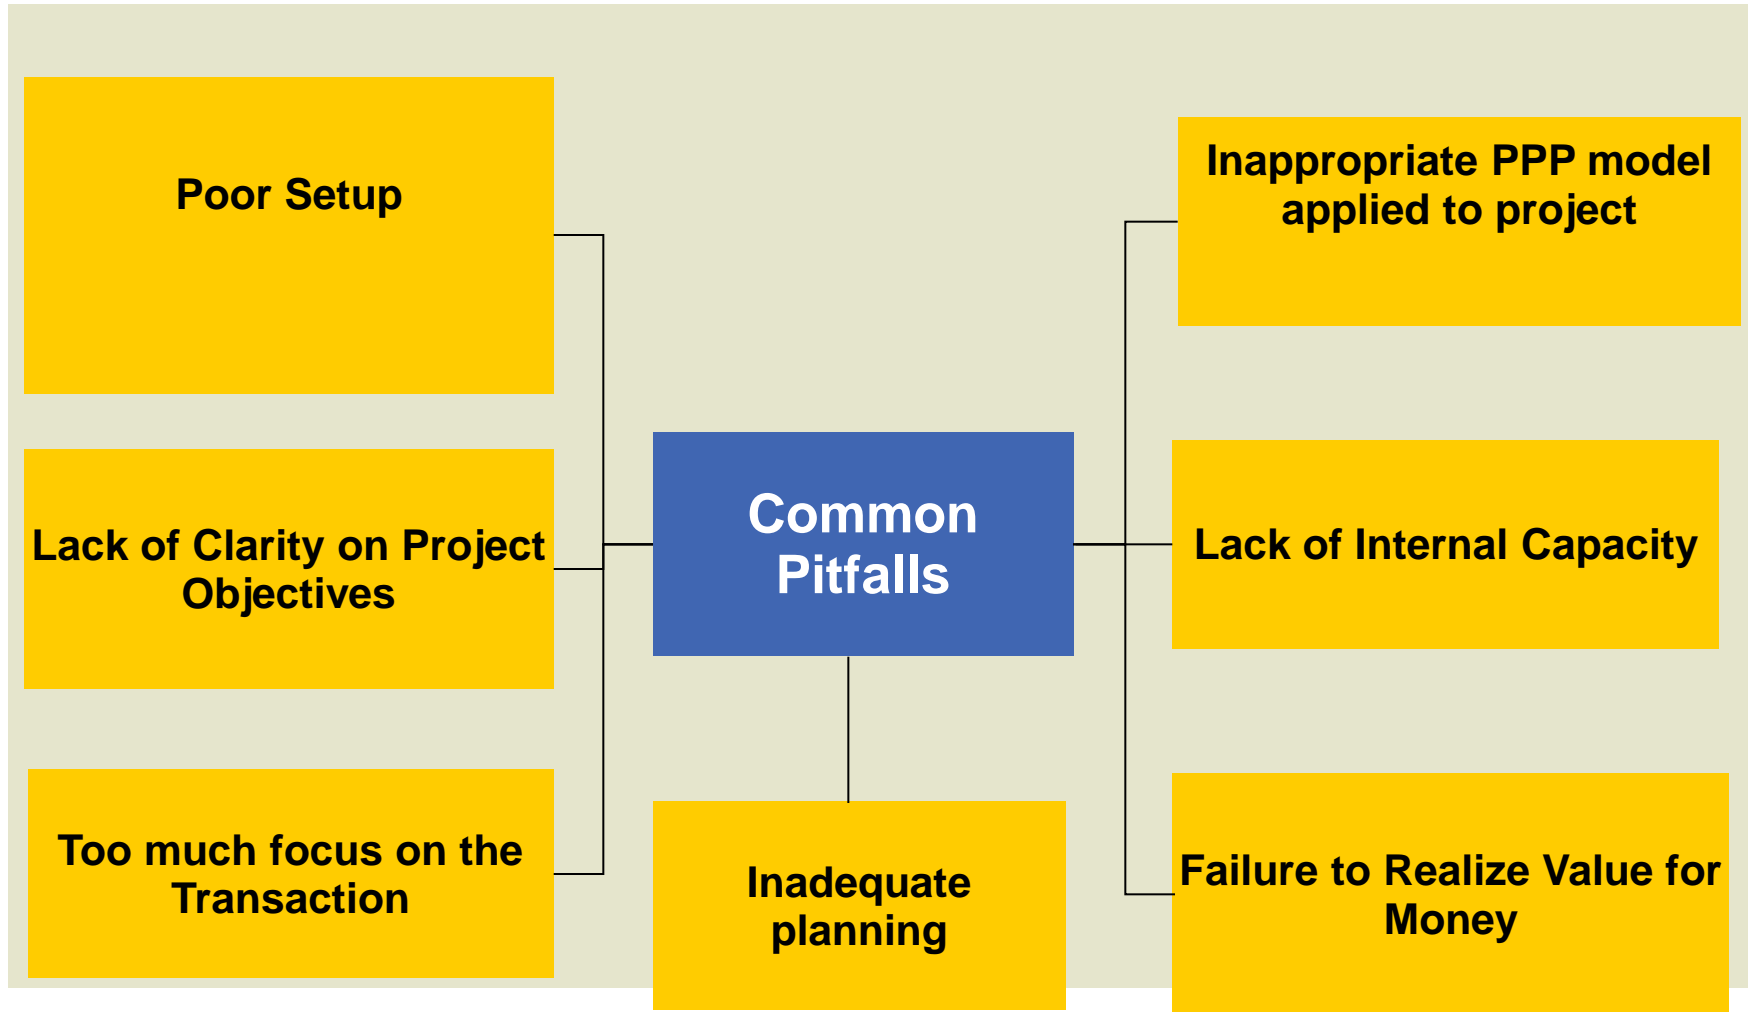 Poor Setup
Inappropriate PPP model
applied to project
Common
Pitfalls
Lack of Clarity on Project
Objectives
Lack of Internal Capacity
Too much focus on the
Transaction
Inadequate
planning
Failure to Realize Value for
Money